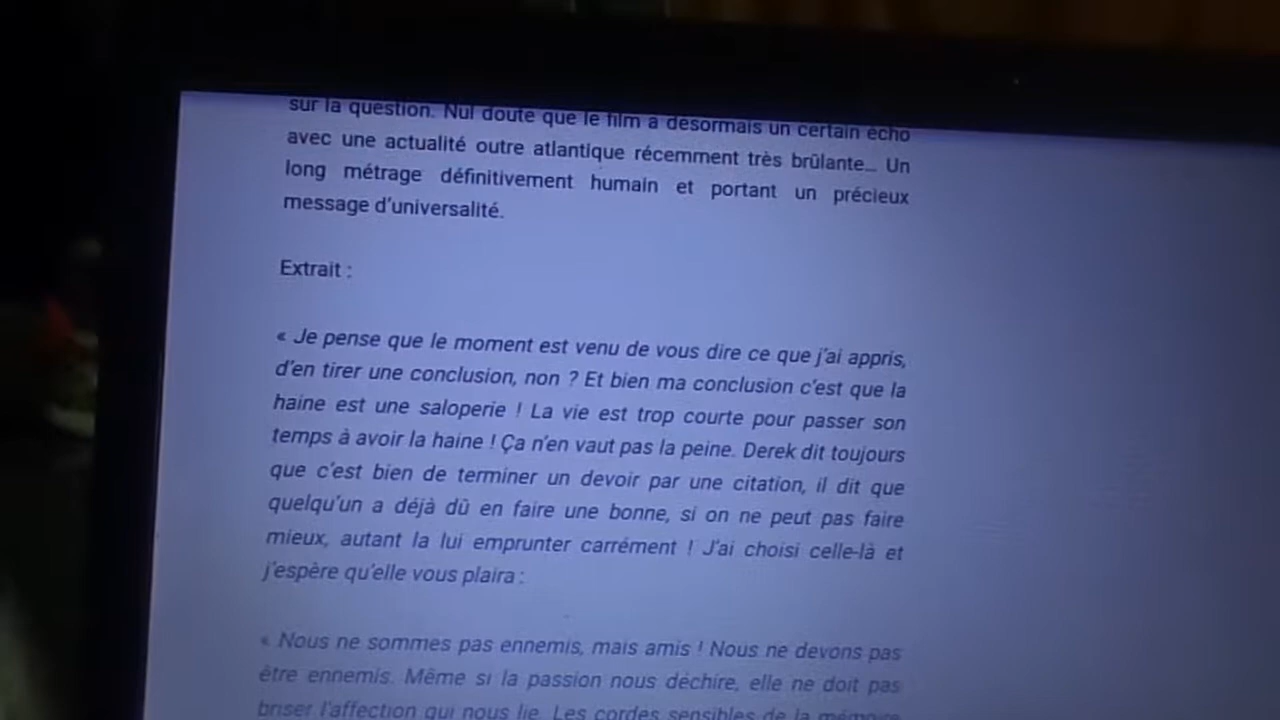 sur la question. Nul doute que le film a désormais un certain écho
avec une actualité outre atlantique récemment très brûlante... Un
long métrage définitivement humain et portant un précieux
message d'universalité.
Extrait :
« Je pense que le moment est venu de vous dire ce que j'ai appris,
d'en tirer une conclusion, non ? Et bien ma conclusion c'est que la
haine est une saloperie ! La vie est trop courte pour passer son
temps à avoir la haine ! Ça n'en vaut pas la peine. Derek dit toujours
que c'est bien de terminer un devoir par une citation, il dit que
quelqu'un a déjà dû en faire une bonne, si on ne peut pas faire
mieux, autant la lui emprunter carrément ! J'ai choisi celle-là et
j'espère qu'elle vous plaira :
« Nous ne sommes pas ennemis, mais amis ! Nous ne devons pas
être ennemis. Même si la passion nous déchire, elle ne doit pas
briser l'affection qui nous lie. Les cordes sensibles de la mémoire